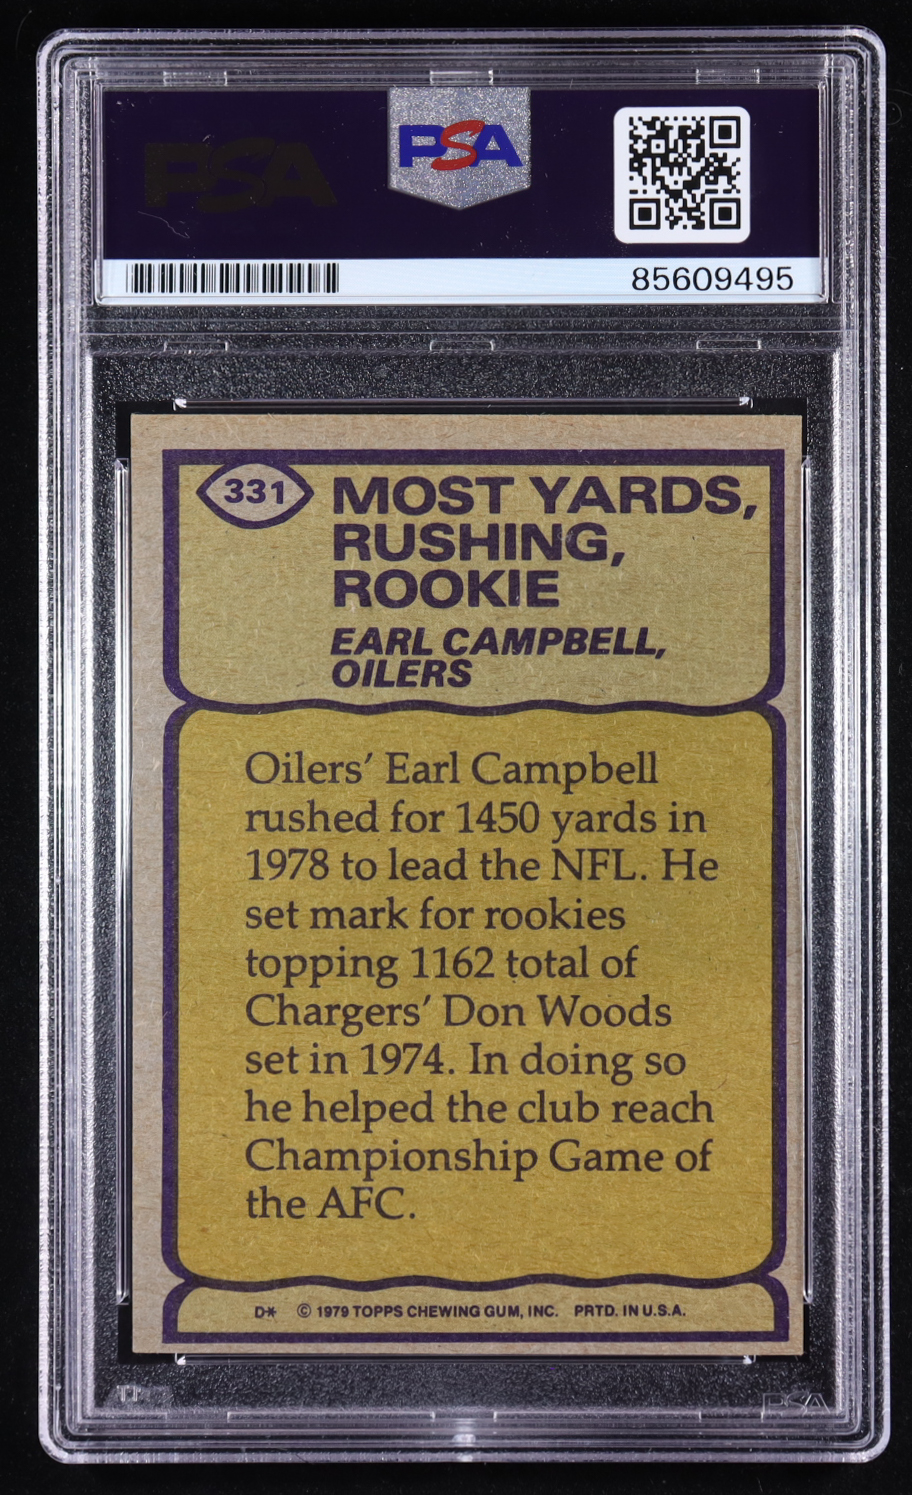 PSA
PSA
85609495
331
MOST YARDS,
RUSHING,
ROOKIE
EARL CAMPBELL,
OILERS
Oilers’ Earl Campbell
rushed for 1450 yards in
1978 to lead the NFL. He
set mark for rookies
topping 1162 total of
Chargers’ Don Woods
set in 1974. In doing so
he helped the club reach
Championship Game of
the AFC.
D* © 1979 TOPPS CHEWING GUM, INC. PRTD. IN U.S.A.
PSA